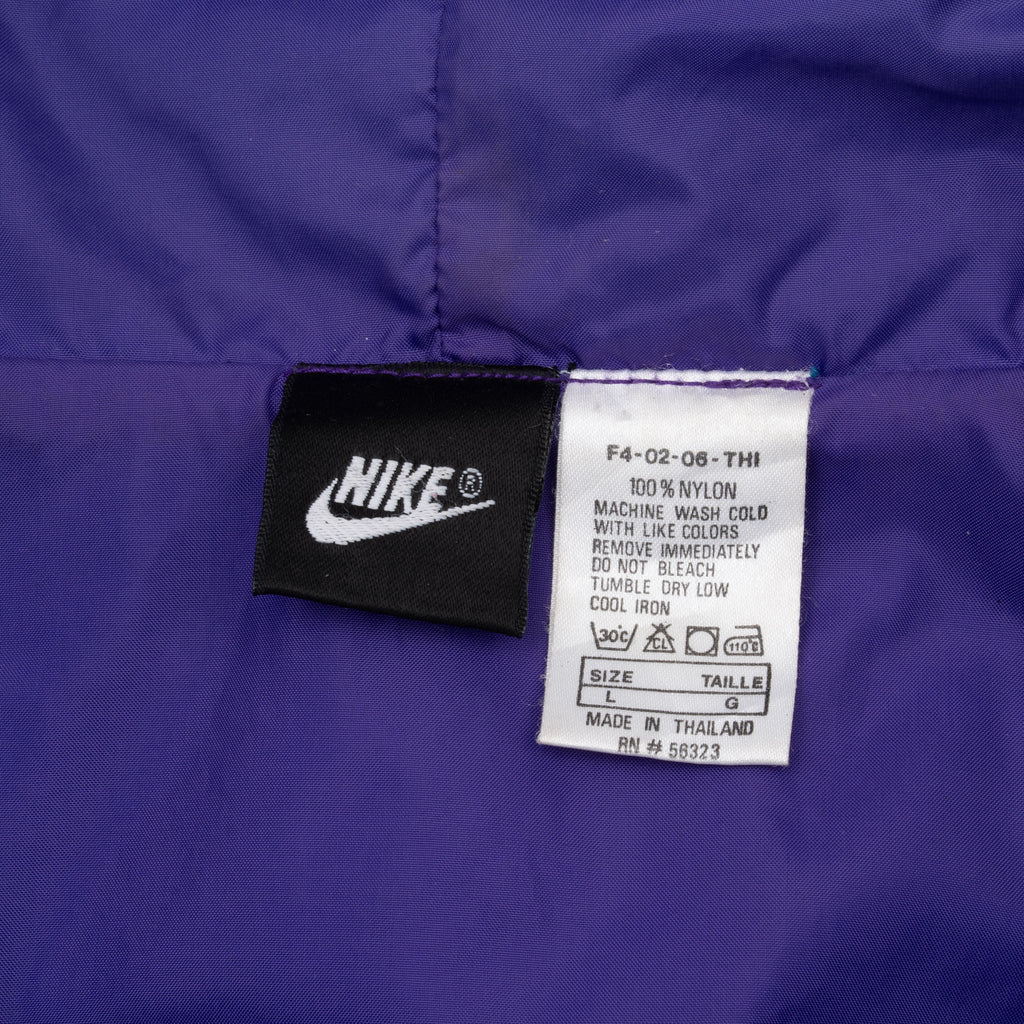 NIKE®
F4-02-06-THI
100% NYLON
MACHINE WASH COLD
WITH LIKE COLORS
REMOVE IMMEDIATELY
DO NOT BLEACH
TUMBLE DRY LOW
COOL IRON
30°C CL 110°C
SIZE TAILLE
L G
MADE IN THAILAND
RN # 56323